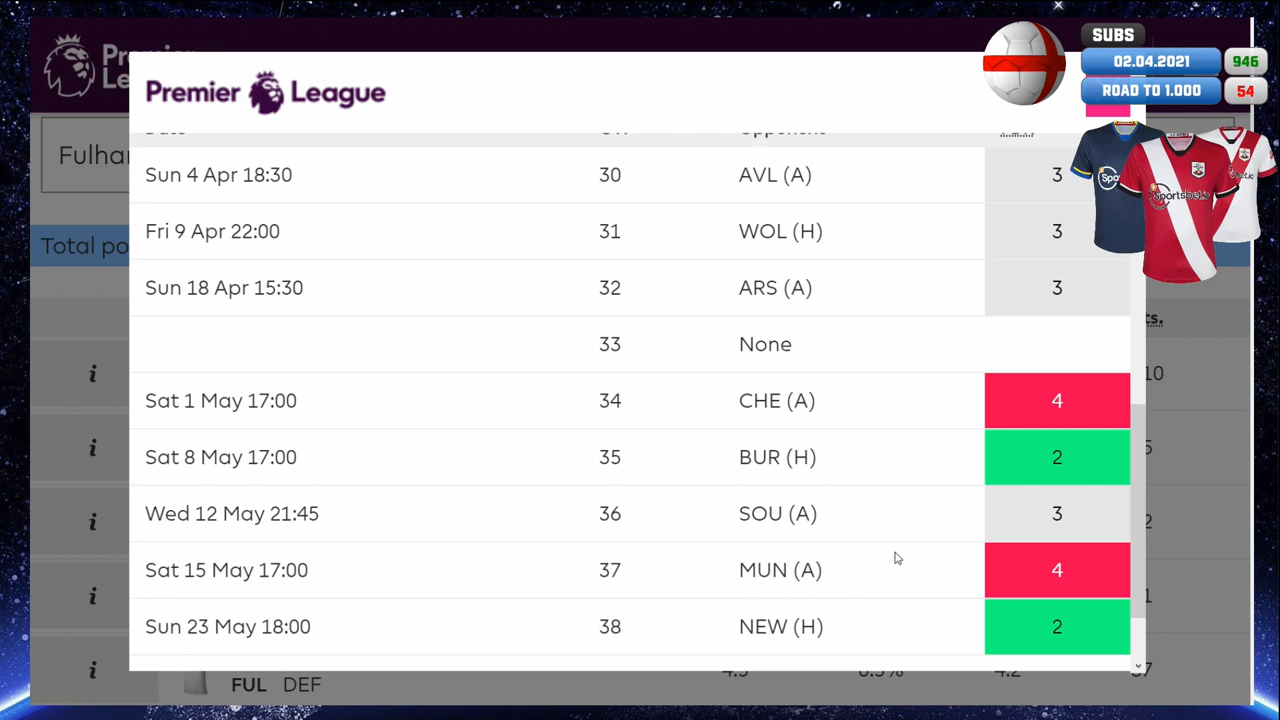 SUBS
02.04.2021 946
ROAD TO 1.000 54
Premier League
Date Opponent
Sun 4 Apr 18:30 30 AVL (A) 3
Fri 9 Apr 22:00 31 WOL (H) 3
Sun 18 Apr 15:30 32 ARS (A) 3
33 None
Sat 1 May 17:00 34 CHE (A) 4
Sat 8 May 17:00 35 BUR (H) 2
Wed 12 May 21:45 36 SOU (A) 3
Sat 15 May 17:00 37 MUN (A) 4
Sun 23 May 18:00 38 NEW (H) 2
Total
FUL DEF
Sportsbet.io